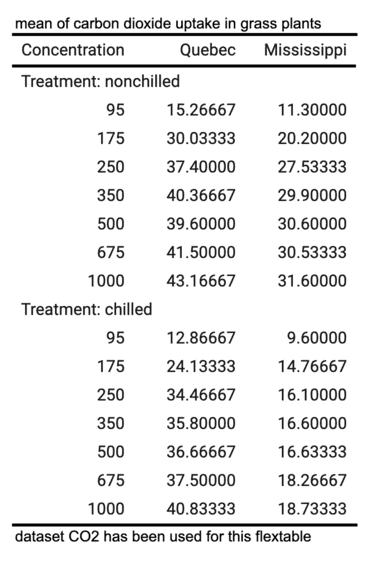 mean of carbon dioxide uptake in grass plants
Concentration Quebec Mississippi
Treatment: nonchilled
95 15.26667 11.30000
175 30.03333 20.20000
250 37.40000 27.53333
350 40.36667 29.90000
500 39.60000 30.60000
675 41.50000 30.53333
1000 43.16667 31.60000
Treatment: chilled
95 12.86667 9.60000
175 24.13333 14.76667
250 34.46667 16.10000
350 35.80000 16.60000
500 36.66667 16.63333
675 37.50000 18.26667
1000 40.83333 18.73333
dataset CO2 has been used for this flextable